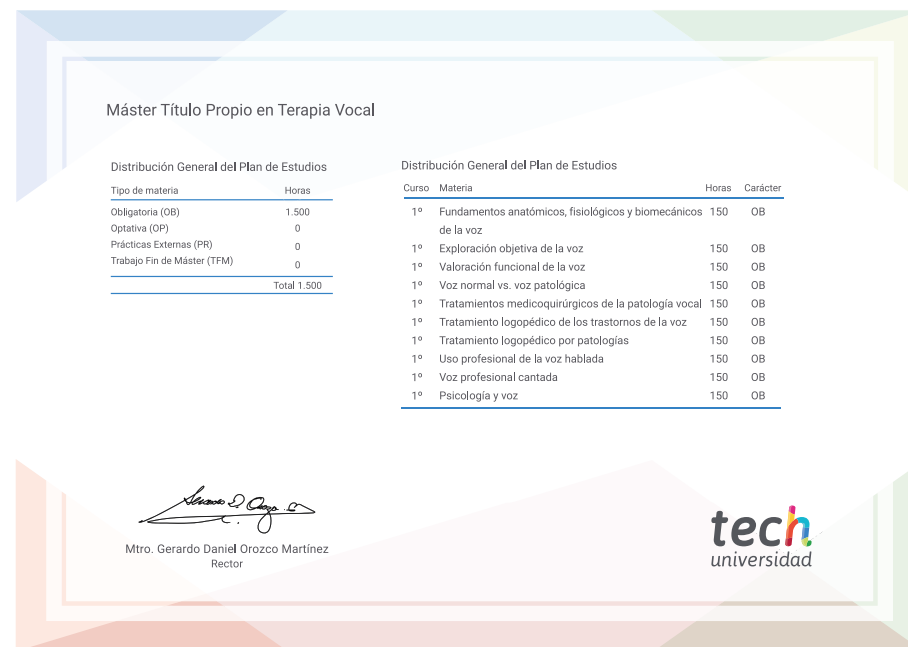 Máster Título Propio en Terapia Vocal
Distribución General del Plan de Estudios
Tipo de materia Horas
Obligatoria (OB) 1.500
Optativa (OP) 0
Prácticas Externas (PR) 0
Trabajo Fin de Máster (TFM) 0
Total 1.500
Distribución General del Plan de Estudios
Curso Materia Horas Carácter
1º Fundamentos anatómicos, fisiológicos y biomecánicos 150 OB
de la voz
1º Exploración objetiva de la voz 150 OB
1º Valoración funcional de la voz 150 OB
1º Voz normal vs. voz patológica 150 OB
1º Tratamientos medicoquirúrgicos de la patología vocal 150 OB
1º Tratamiento logopédico de los trastornos de la voz 150 OB
1º Tratamiento logopédico por patologías 150 OB
1º Uso profesional de la voz hablada 150 OB
1º Voz profesional cantada 150 OB
1º Psicología y voz 150 OB
Mtro. Gerardo Daniel Orozco Martínez
Rector
tech
universidad